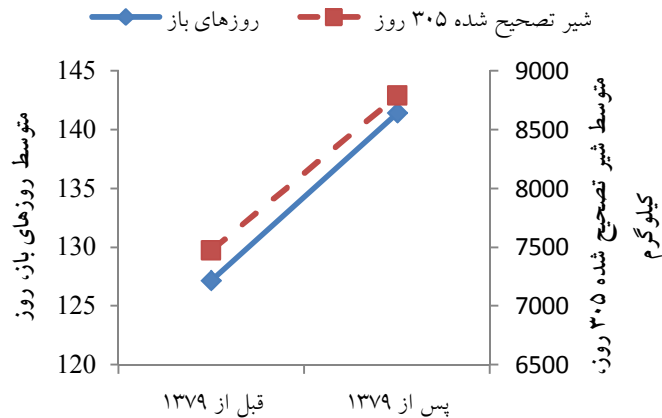 روزهای باز
شیر تصحیح شده ۳۰۵ روز
متوسط روزهای باز، روز
145
140
135
130
125
120
9000
8500
8000
7500
7000
6500
متوسط شیر تصحیح شده ۳۰۵ روز،
کیلوگرم
قبل از ۱۳۷۹
پس از ۱۳۷۹